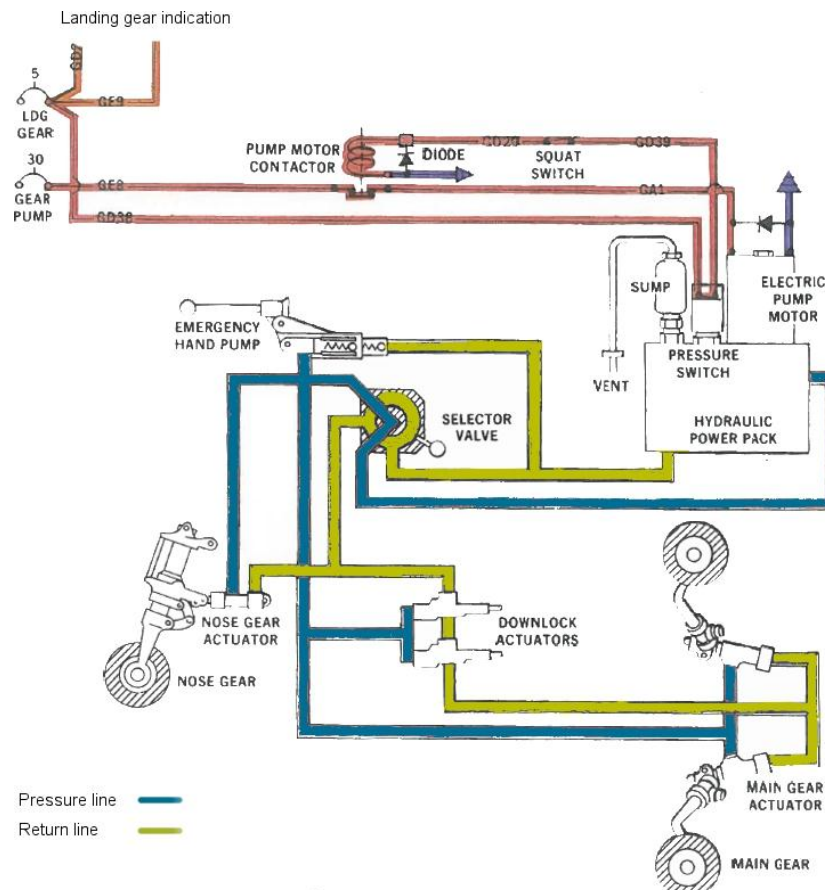 Landing gear indication
GD7
5
GE9
LDG
GEAR
PUMP MOTOR
CONTACTOR
DIODE
GD20
SQUAT
SWITCH
GD39
30
GEAR
PUMP
GE8
GA1
GD38
SUMP
ELECTRIC
PUMP
MOTOR
EMERGENCY
HAND PUMP
VENT
PRESSURE
SWITCH
SELECTOR
VALVE
HYDRAULIC
POWER PACK
NOSE GEAR
ACTUATOR
DOWNLOCK
ACTUATORS
NOSE GEAR
MAIN GEAR
ACTUATOR
Pressure line
Return line
MAIN GEAR